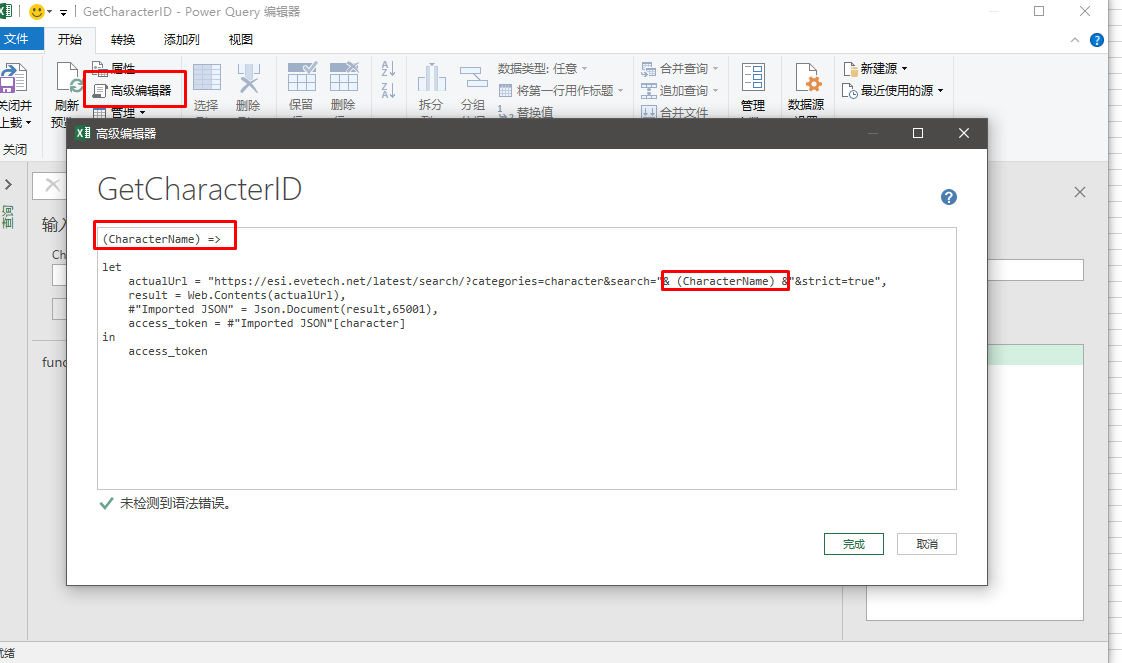 GetCharacterID - Power Query 编辑器
文件 开始 转换 添加列 视图
属性
高级编辑器
管理
关闭并
上载
关闭
刷新
选择
删除
保留
删除
拆分
分组
数据类型: 任意
将第一行用作标题
替换值
合并查询
追加查询
合并文件
管理
数据源
新建源
最近使用的源
查询
高级编辑器
GetCharacterID
(CharacterName) =>
let
actualUrl = "https://esi.evetech.net/latest/search/?categories=character&search="& (CharacterName) &"&strict=true",
result = Web.Contents(actualUrl),
#"Imported JSON" = Json.Document(result,65001),
access_token = #"Imported JSON"[character]
in
access_token
未检测到语法错误。
完成 取消
输入
Ch
func
就绪